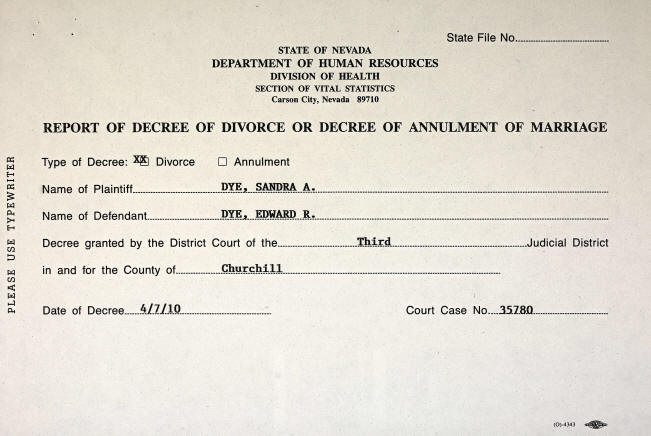 State File No.
STATE OF NEVADA
DEPARTMENT OF HUMAN RESOURCES
DIVISION OF HEALTH
SECTION OF VITAL STATISTICS
Carson City, Nevada 89710
REPORT OF DECREE OF DIVORCE OR DECREE OF ANNULMENT OF MARRIAGE
PLEASE USE TYPEWRITER
Type of Decree: XX Divorce ☐ Annulment
Name of Plaintiff DYE, SANDRA A.
Name of Defendant DYE, EDWARD R.
Decree granted by the District Court of the Third Judicial District
in and for the County of Churchill
Date of Decree 4/7/10 Court Case No. 35780
(O)-4343